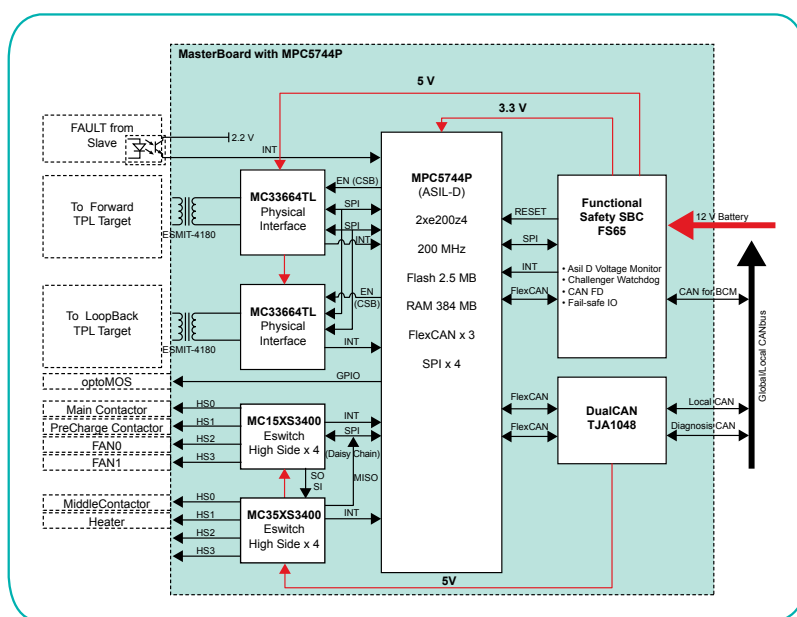 MasterBoard with MPC5744P
5 V
3.3 V
FAULT from
Slave
2.2 V
INT
To Forward
TPL Target
ESMIT-4180
MC33664TL
Physical
Interface
EN (CSB)
SPI
SPI
INT
To LoopBack
TPL Target
ESMIT-4180
MC33664TL
Physical
Interface
EN
(CSB)
INT
optoMOS
GPIO
Main Contactor
PreCharge Contactor
FAN0
FAN1
HS0
HS1
HS2
HS3
MC15XS3400
Eswitch
High Side x 4
INT
SPI
(Daisy Chain)
SO
SI
MISO
MiddleContactor
Heater
HS0
HS1
HS2
HS3
MC35XS3400
Eswitch
High Side x 4
INT
MPC5744P
(ASIL-D)
2xe200z4
200 MHz
Flash 2.5 MB
RAM 384 MB
FlexCAN x 3
SPI x 4
RESET
SPI
INT
FlexCAN
Functional
Safety SBC
FS65
• Asil D Voltage Monitor
• Challenger Watchdog
• CAN FD
• Fail-safe IO
12 V Battery
CAN for BCM
FlexCAN
FlexCAN
DualCAN
TJA1048
Local CAN
Diagnosis CAN
Global/Local CANbus
5V